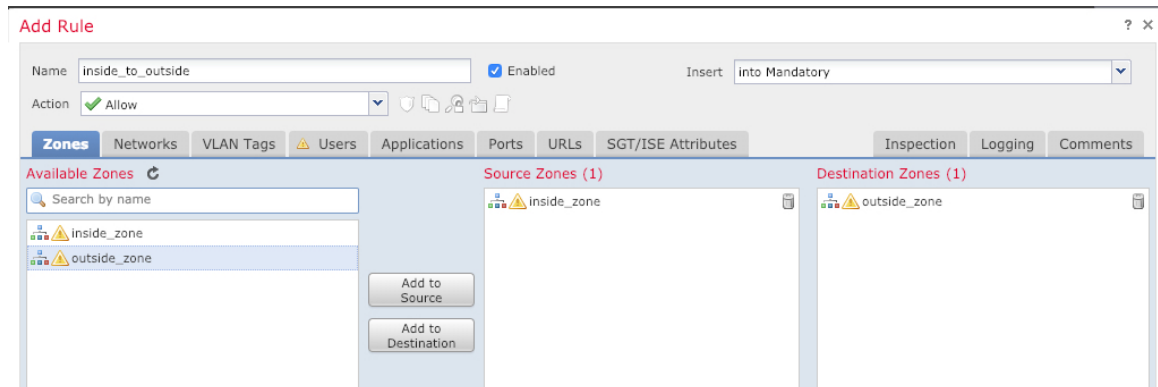 Add Rule
? ×
Name inside_to_outside Enabled Insert into Mandatory
Action Allow
Zones Networks VLAN Tags Users Applications Ports URLs SGT/ISE Attributes Inspection Logging Comments
Available Zones Source Zones (1) Destination Zones (1)
Search by name inside_zone outside_zone
inside_zone
outside_zone
Add to
Source
Add to
Destination